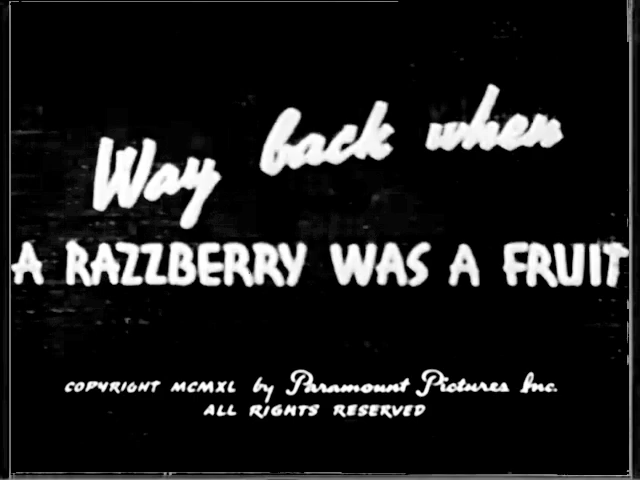 Way back when
A RAZZBERRY WAS A FRUIT
COPYRIGHT MCMXL by Paramount Pictures Inc.
ALL RIGHTS RESERVED